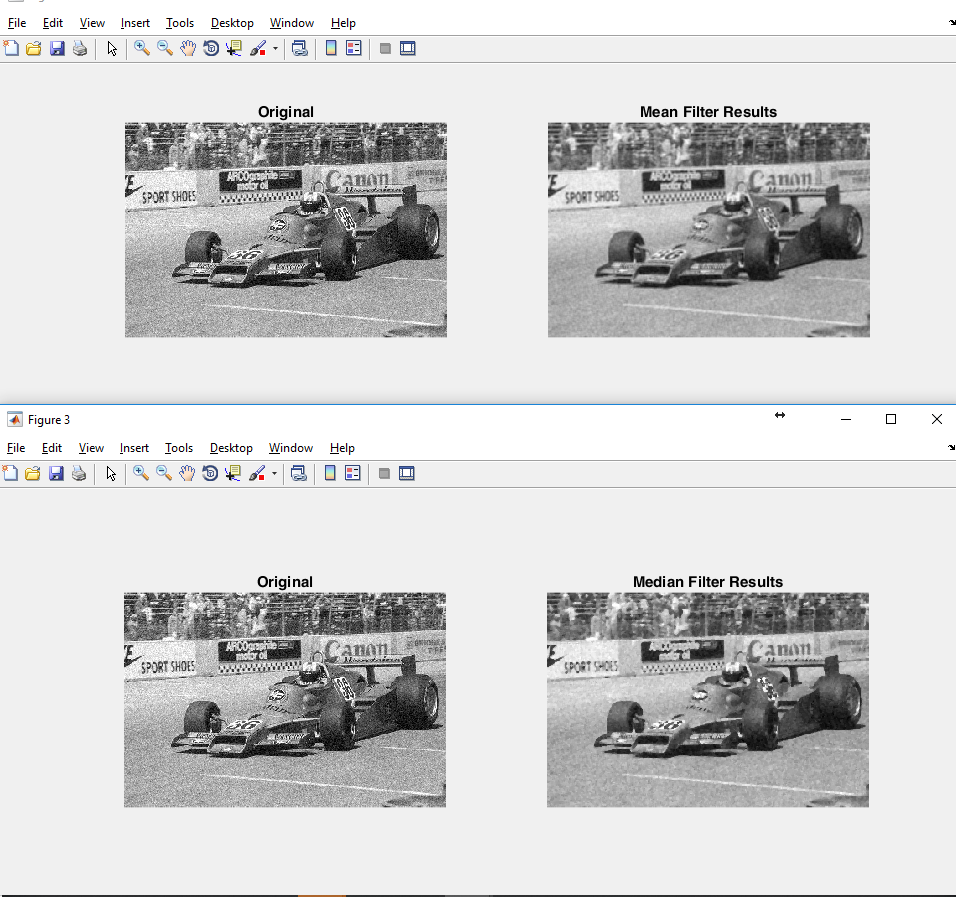 File Edit View Insert Tools Desktop Window Help
Original
Mean Filter Results
ARCOgraphite
motor oil
Canon
SPORT SHOES
86
ARCOgraphite
motor oil
Canon
SPORT SHOES
Figure 3
File Edit View Insert Tools Desktop Window Help
Original
Median Filter Results
ARCOgraphite
motor oil
Canon
SPORT SHOES
86
ARCOgraphite
motor oil
Canon
SPORT SHOES